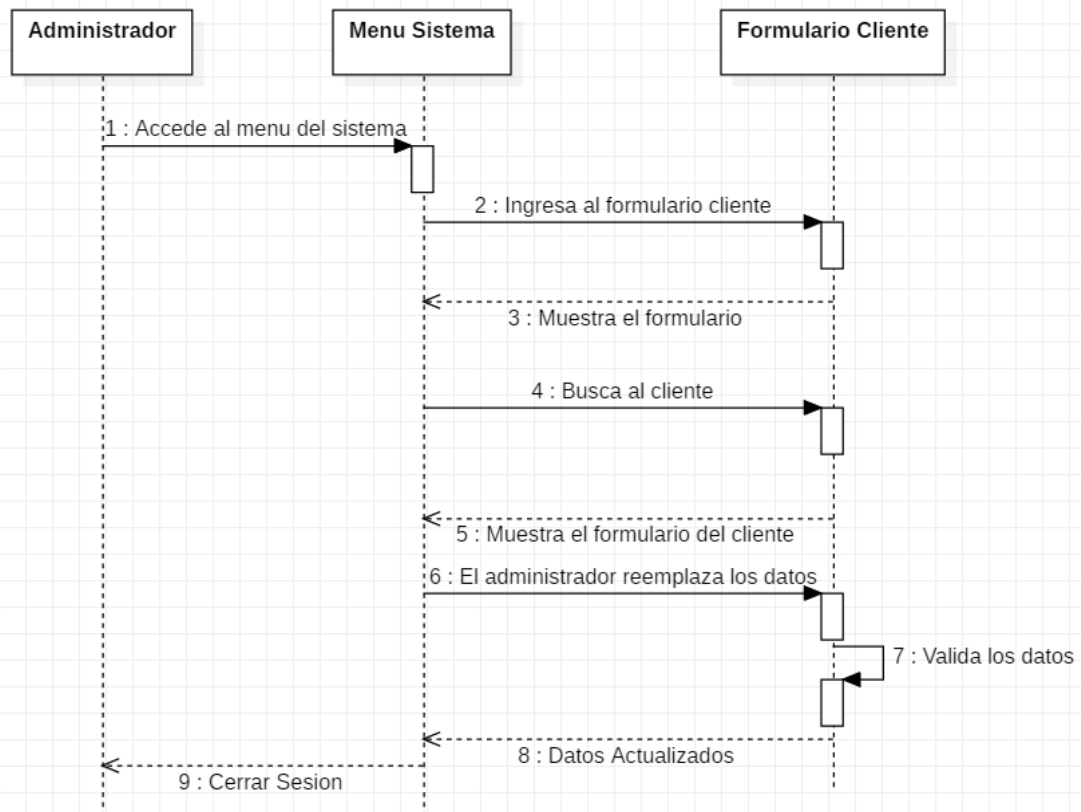 Administrador
Menu Sistema
Formulario Cliente
1 : Accede al menu del sistema
2 : Ingresa al formulario cliente
3 : Muestra el formulario
4 : Busca al cliente
5 : Muestra el formulario del cliente
6 : El administrador reemplaza los datos
7 : Valida los datos
8 : Datos Actualizados
9 : Cerrar Sesion